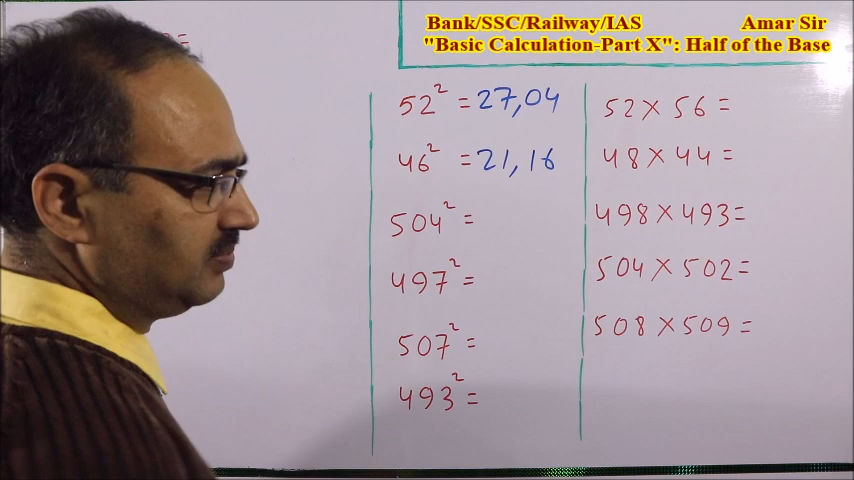 Bank/SSC/Railway/IAS Amar Sir
"Basic Calculation-Part X": Half of the Base
52² = 27,04
46² = 21,16
504² =
497² =
507² =
493² =
52 × 56 =
48 × 44 =
498 × 493 =
504 × 502 =
508 × 509 =